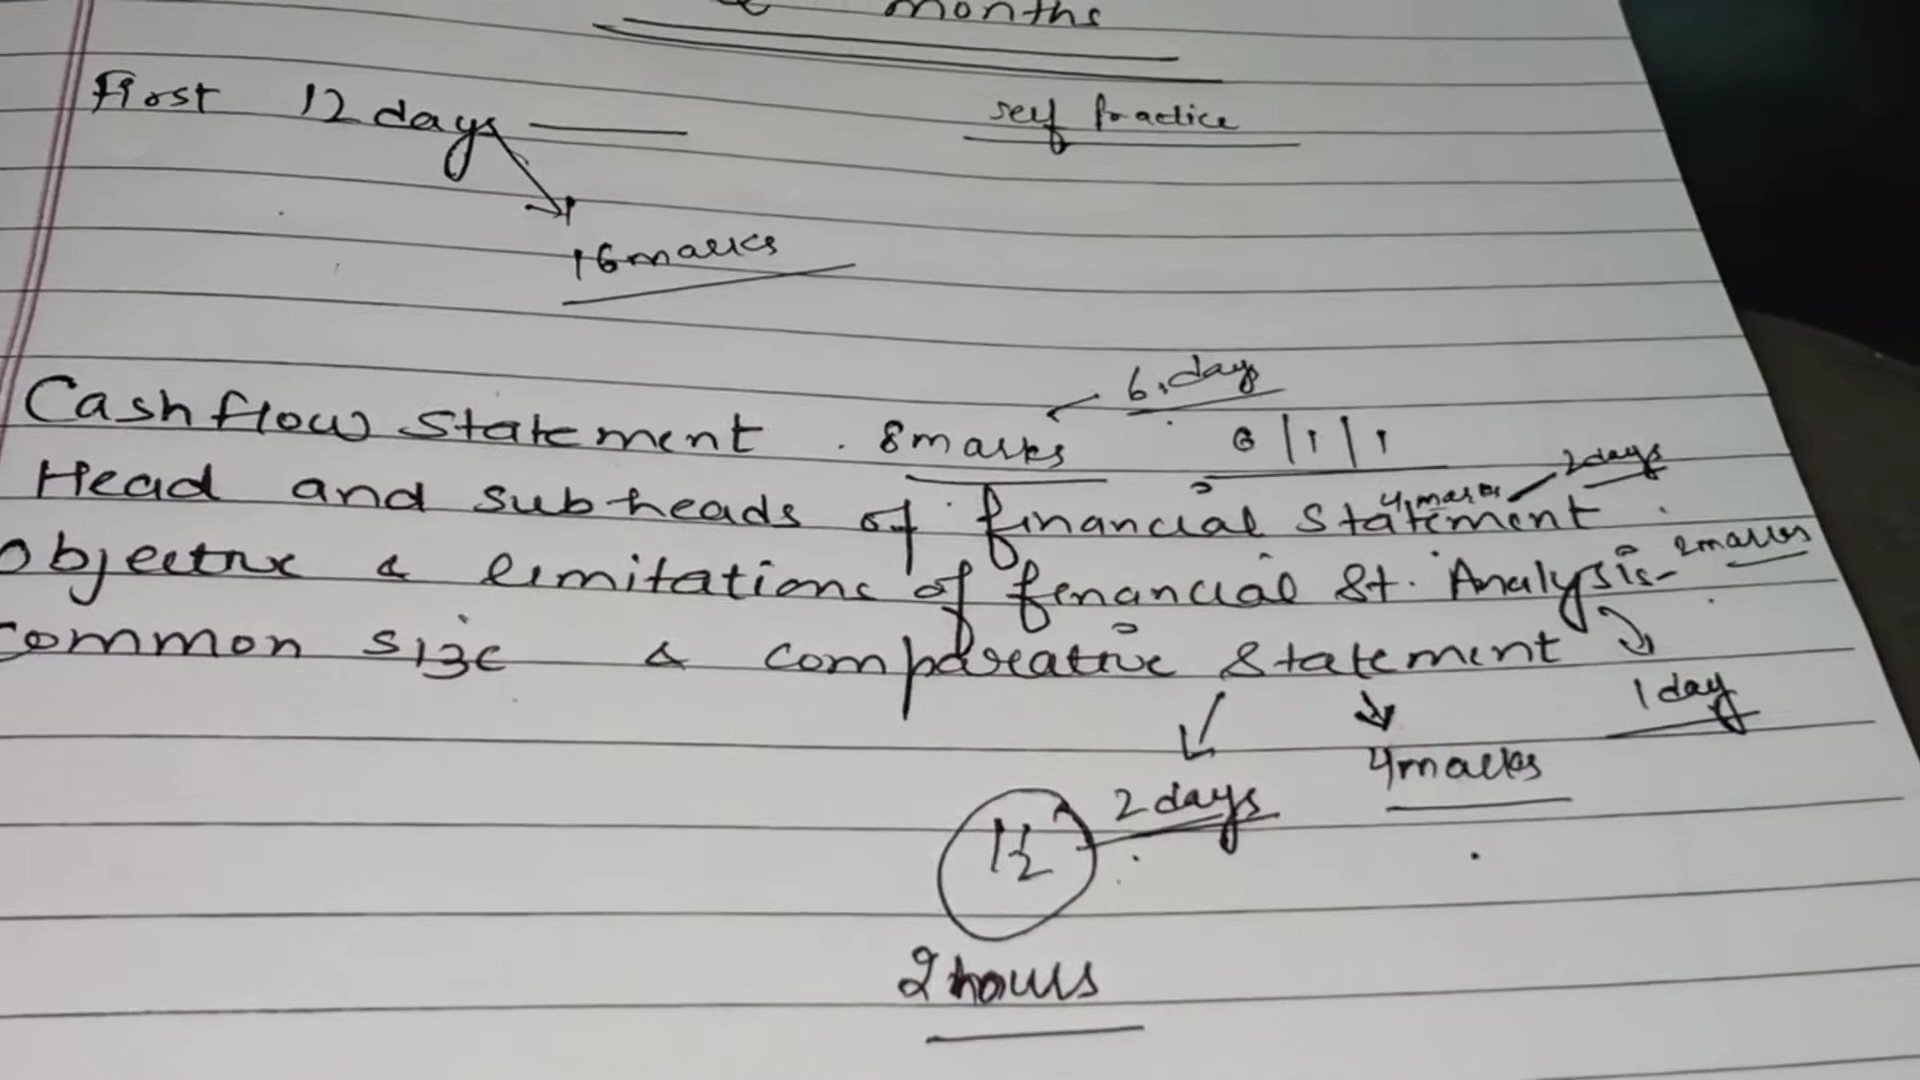 months
First 12 days
self Practice
16 marks
6 days
Cash flow statement. 8 marks
6 | 1 | 1
2 days
4 marks
Head and subheads of financial statement
Objective & limitations of financial St. Analysis - 2 marks
Common size & comparative statement
1 day
2 days
4 marks
1½
2 hours